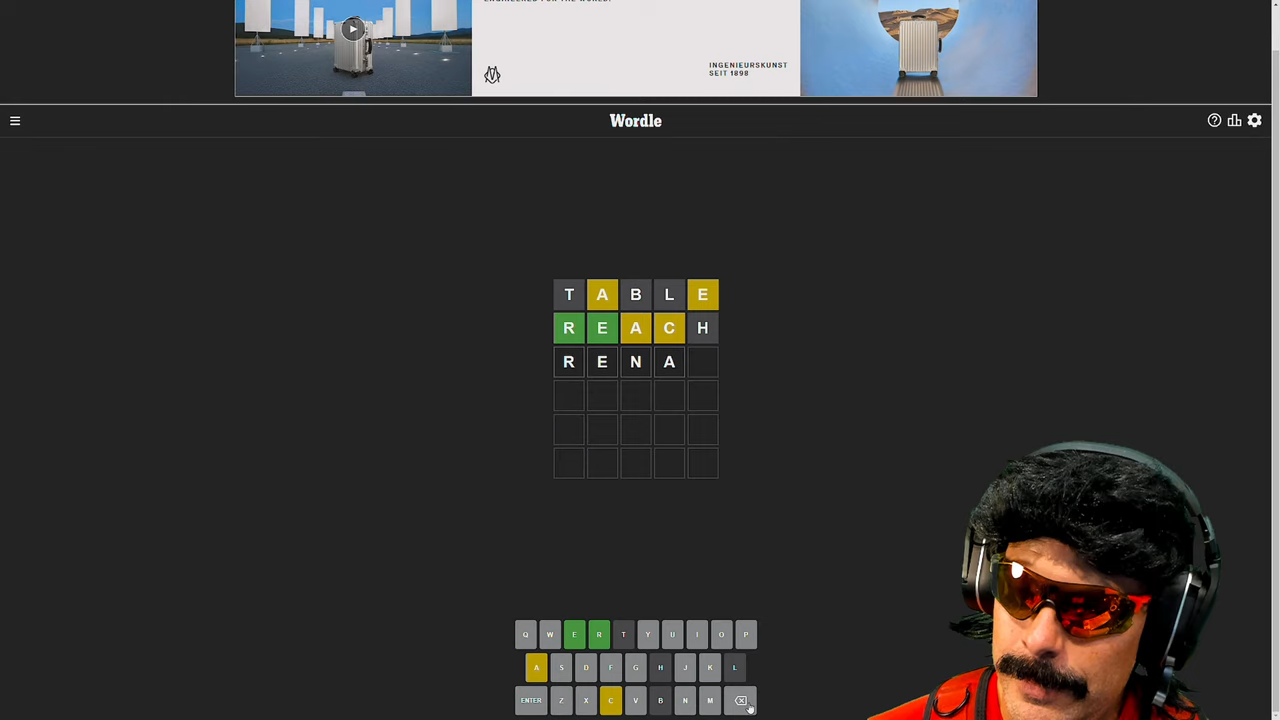 INGENIEURSKUNST
SEIT 1898
Wordle
T A B L E
R E A C H
R E N A
Q W E R T Y U I O P
A S D F G H J K L
ENTER Z X C V B N M